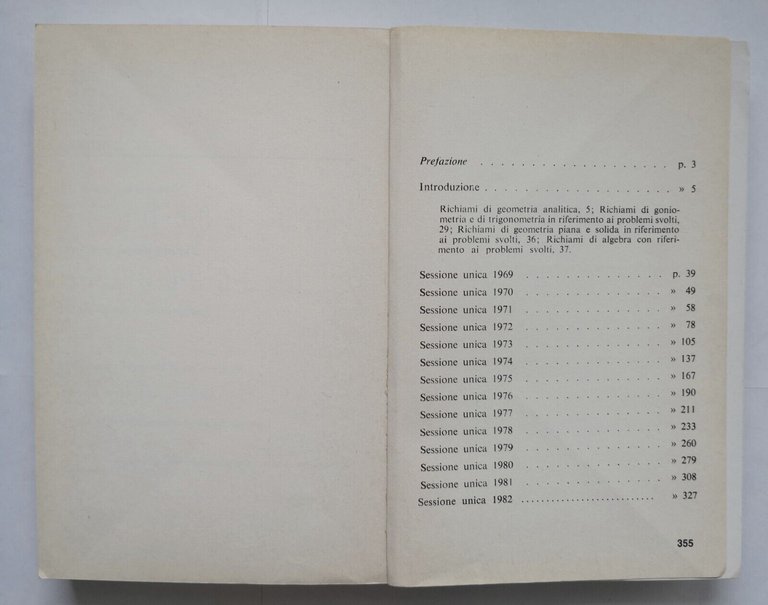 Prefazione . . . . . . . . . . . . . . . . . . . p. 3
Introduzione . . . . . . . . . . . . . . . . . . . » 5
Richiami di geometria analitica, 5; Richiami di gonio-
metria e di trigonometria in riferimento ai problemi svolti,
29; Richiami di geometria piana e solida in riferimento
ai problemi svolti, 36; Richiami di algebra con riferi-
mento ai problemi svolti, 37.
Sessione unica 1969 . . . . . . . . . . . . . . p. 39
Sessione unica 1970 . . . . . . . . . . . . . . » 49
Sessione unica 1971 . . . . . . . . . . . . . . » 58
Sessione unica 1972 . . . . . . . . . . . . . . » 78
Sessione unica 1973 . . . . . . . . . . . . . . » 105
Sessione unica 1974 . . . . . . . . . . . . . . » 137
Sessione unica 1975 . . . . . . . . . . . . . . » 167
Sessione unica 1976 . . . . . . . . . . . . . . » 190
Sessione unica 1977 . . . . . . . . . . . . . . » 211
Sessione unica 1978 . . . . . . . . . . . . . . » 233
Sessione unica 1979 . . . . . . . . . . . . . . » 260
Sessione unica 1980 . . . . . . . . . . . . . . » 279
Sessione unica 1981 . . . . . . . . . . . . . . » 308
Sessione unica 1982 .......................... » 327
355